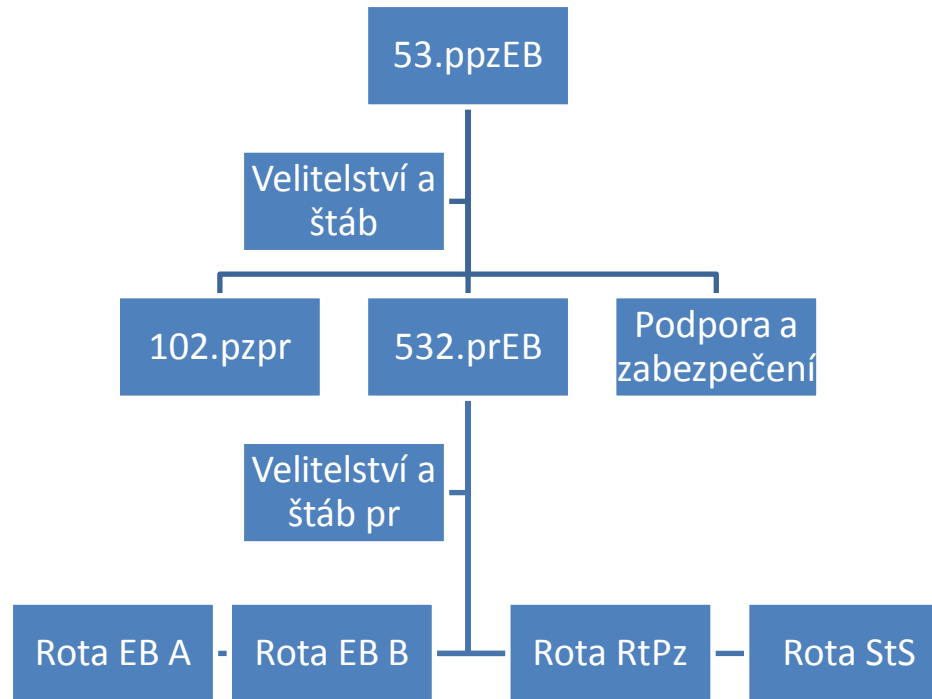 53.ppzEB
Velitelství a
štáb
102.pzpr
532.prEB
Podpora a
zabezpečení
Velitelství a
štáb pr
Rota EB A
Rota EB B
Rota RtPz
Rota StS